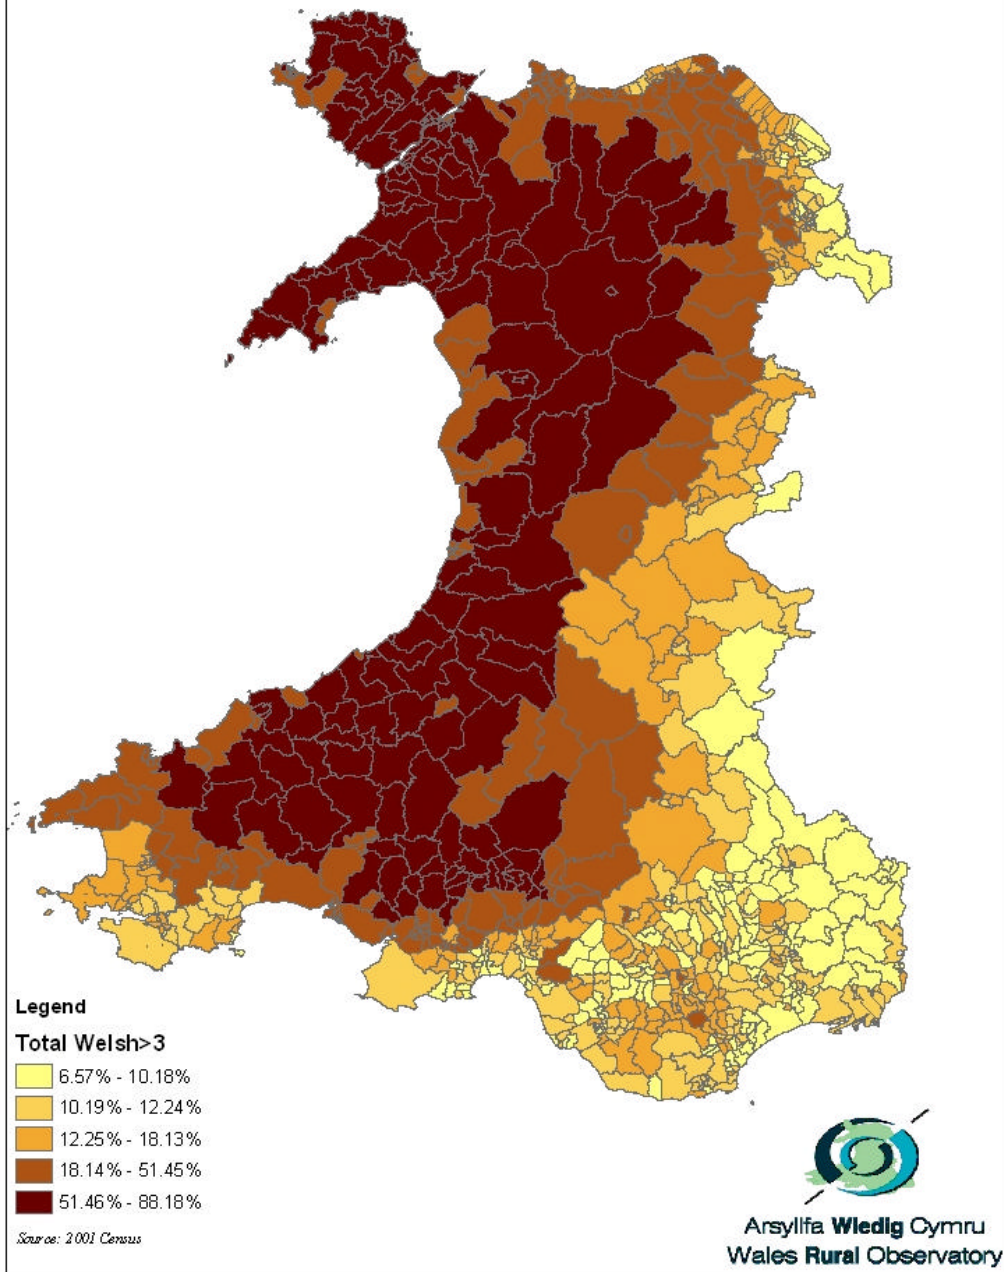 Legend
Total Welsh>3
6.57% - 10.18%
10.19% - 12.24%
12.25% - 18.13%
18.14% - 51.45%
51.46% - 88.18%
Source: 2001 Census
Arsyllfa Wledig Cymru
Wales Rural Observatory